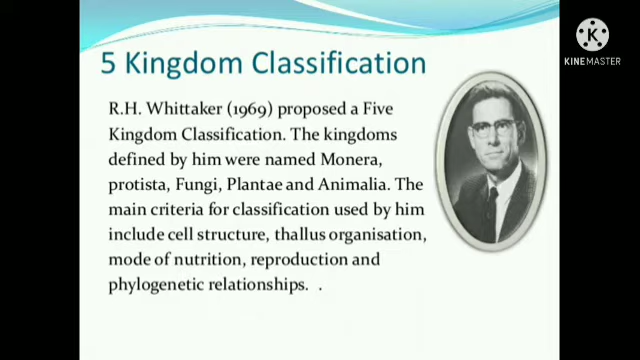 5 Kingdom Classification
R.H. Whittaker (1969) proposed a Five
Kingdom Classification. The kingdoms
defined by him were named Monera,
protista, Fungi, Plantae and Animalia. The
main criteria for classification used by him
include cell structure, thallus organisation,
mode of nutrition, reproduction and
phylogenetic relationships.  .
K
KINEMASTER